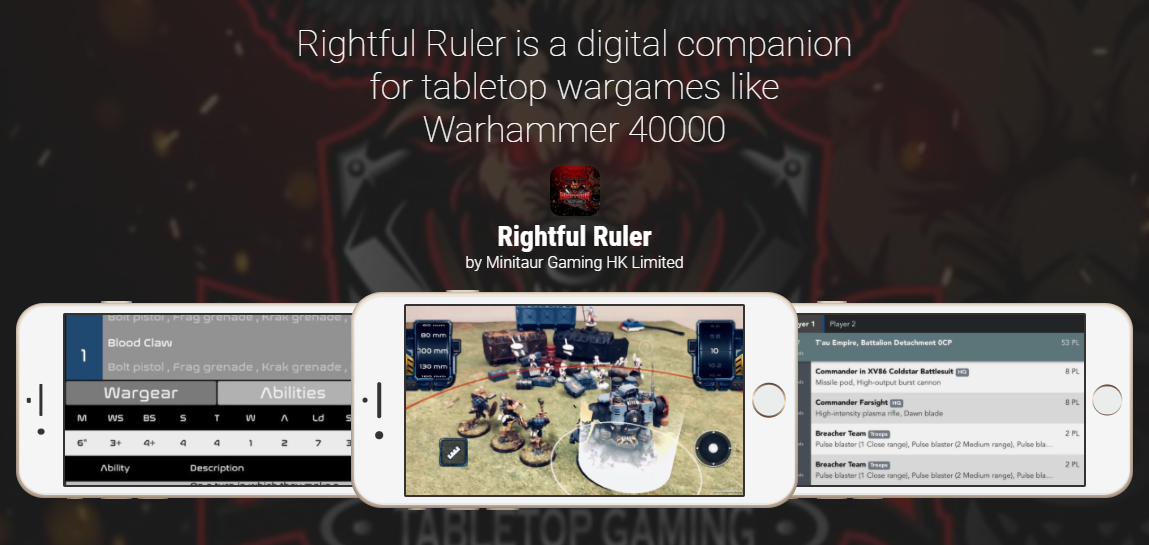 Rightful Ruler is a digital companion
for tabletop wargames like
Warhammer 40000
Rightful Ruler
by Minitaur Gaming HK Limited
Bolt pistol , Frag grenade , Krak grenade ,
1
Blood Claw
Bolt pistol , Frag grenade , Krak grenade ,
Wargear
Abilities
M WS BS S T W A Ld S
6" 3+ 4+ 4 4 1 2 7 3
Ability Description
80 mm
100 mm
130 mm
10
Player 2
T'au Empire, Battalion Detachment 0CP 53 PL
Commander in XV86 Coldstar Battlesuit HQ 8 PL
Missile pod, High-output burst cannon
Commander Farsight HQ 8 PL
High-intensity plasma rifle, Dawn blade
Breacher Team Troops 2 PL
Pulse blaster (1 Close range), Pulse blaster (2 Medium range), Pulse bla...
Breacher Team Troops 2 PL
Pulse blaster (1 Close range), Pulse blaster (2 Medium range), Pulse bla...
TABLETOP GAMING